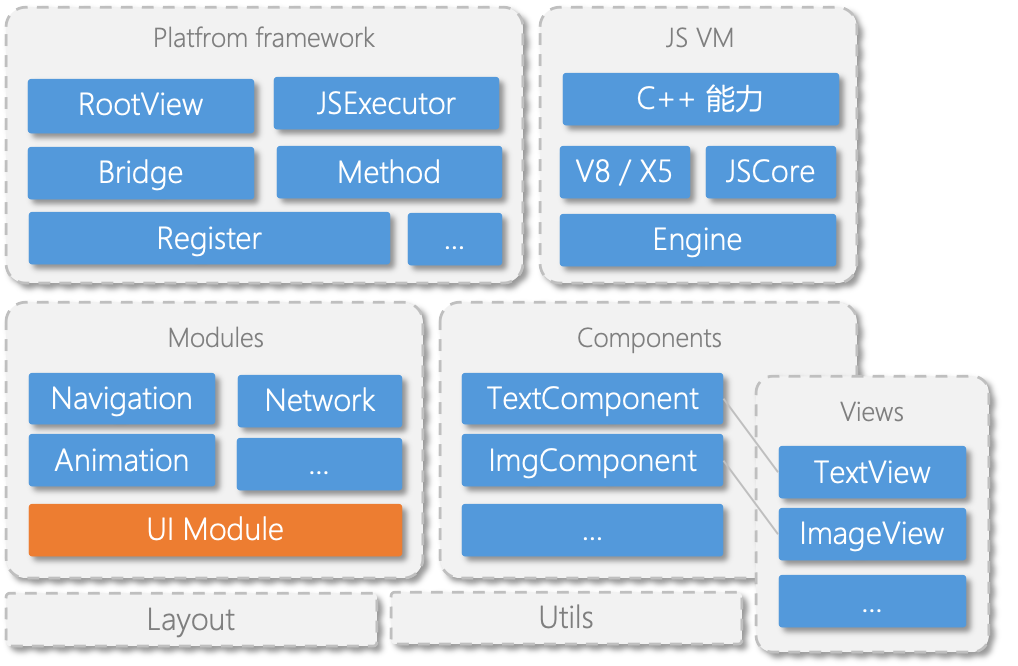 Platfrom framework
RootView
JSExecutor
Bridge
Method
Register
...
JS VM
C++ 能力
V8 / X5
JSCore
Engine
Modules
Navigation
Network
Animation
...
UI Module
Components
TextComponent
ImgComponent
...
Views
TextView
ImageView
...
Layout
Utils